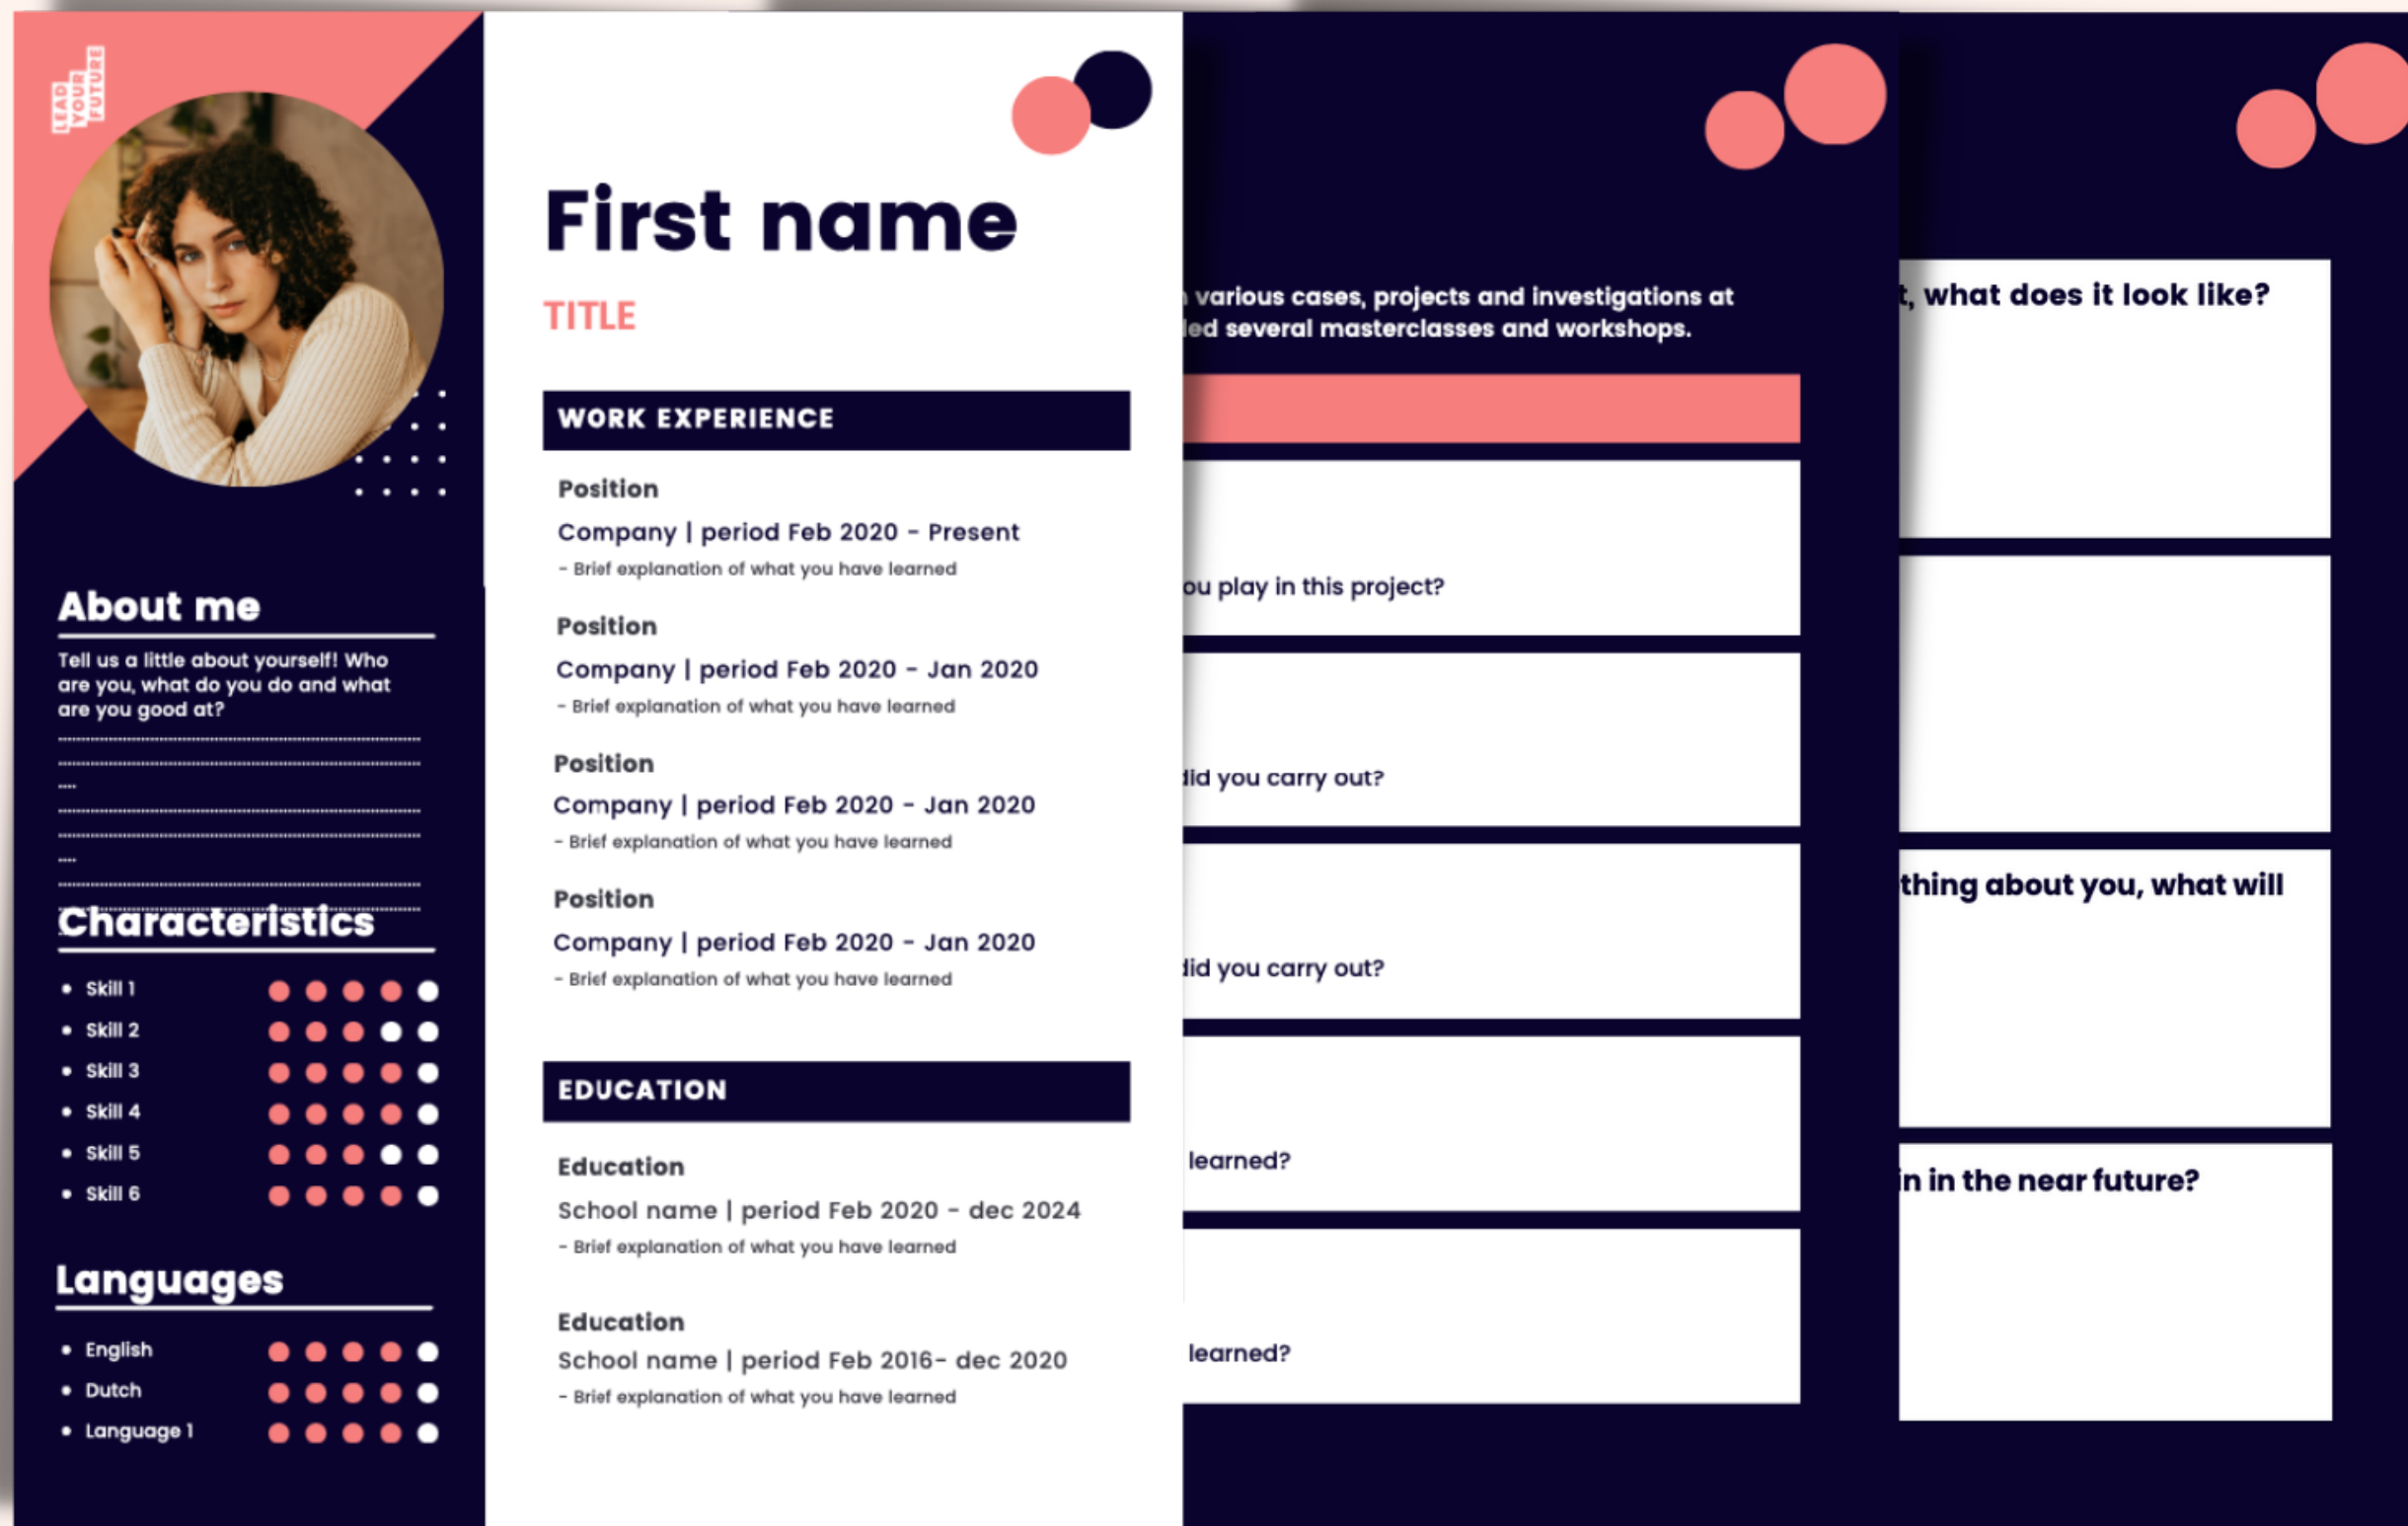 LEAD
YOUR
FUTURE
About me
Tell us a little about yourself! Who
are you, what do you do and what
are you good at?
Characteristics
• Skill 1
• Skill 2
• Skill 3
• Skill 4
• Skill 5
• Skill 6
Languages
• English
• Dutch
• Language 1
First name
TITLE
WORK EXPERIENCE
Position
Company | period Feb 2020 - Present
- Brief explanation of what you have learned
Position
Company | period Feb 2020 - Jan 2020
- Brief explanation of what you have learned
Position
Company | period Feb 2020 - Jan 2020
- Brief explanation of what you have learned
Position
Company | period Feb 2020 - Jan 2020
- Brief explanation of what you have learned
EDUCATION
Education
School name | period Feb 2020 - dec 2024
- Brief explanation of what you have learned
Education
School name | period Feb 2016- dec 2020
- Brief explanation of what you have learned
various cases, projects and investigations at
several masterclasses and workshops.
ou play in this project?
did you carry out?
did you carry out?
learned?
learned?
t, what does it look like?
thing about you, what will
in in the near future?